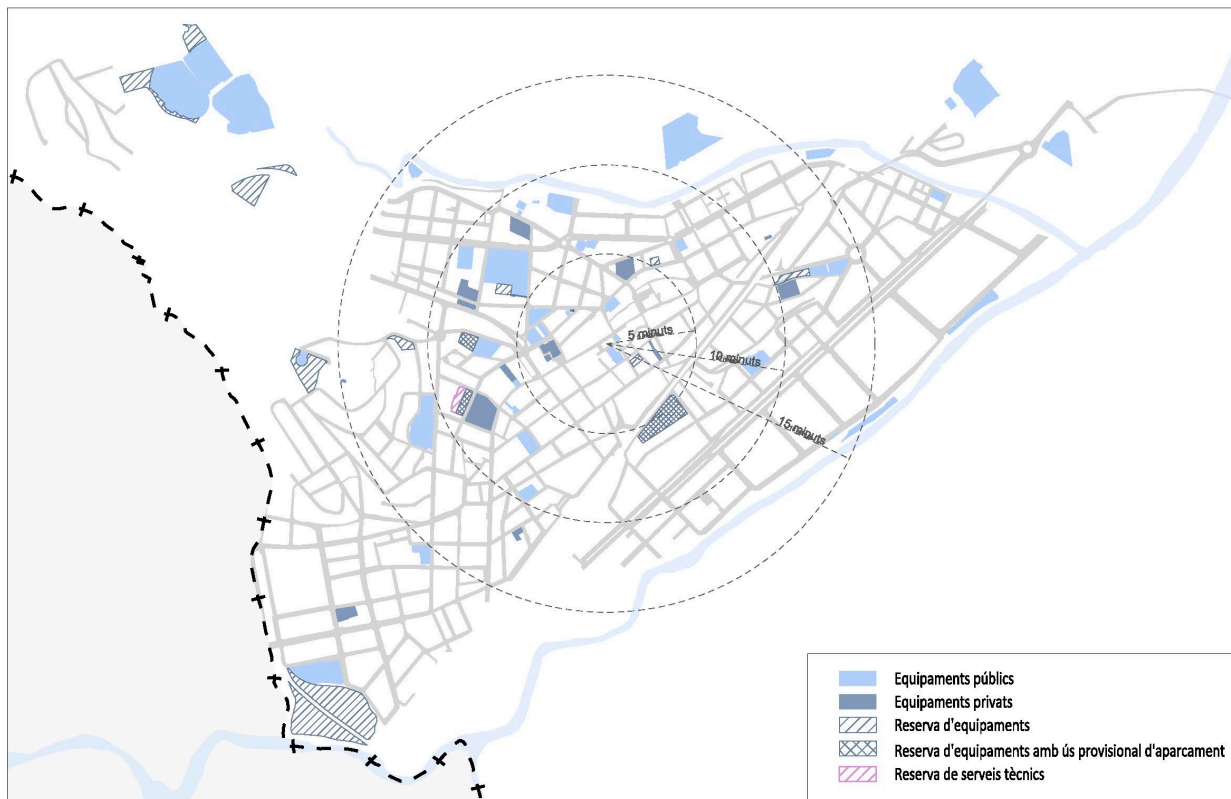 5 minuts
10 minuts
15 minuts
Equipaments públics
Equipaments privats
Reserva d'equipaments
Reserva d'equipaments amb ús provisional d'aparcament
Reserva de serveis tècnics